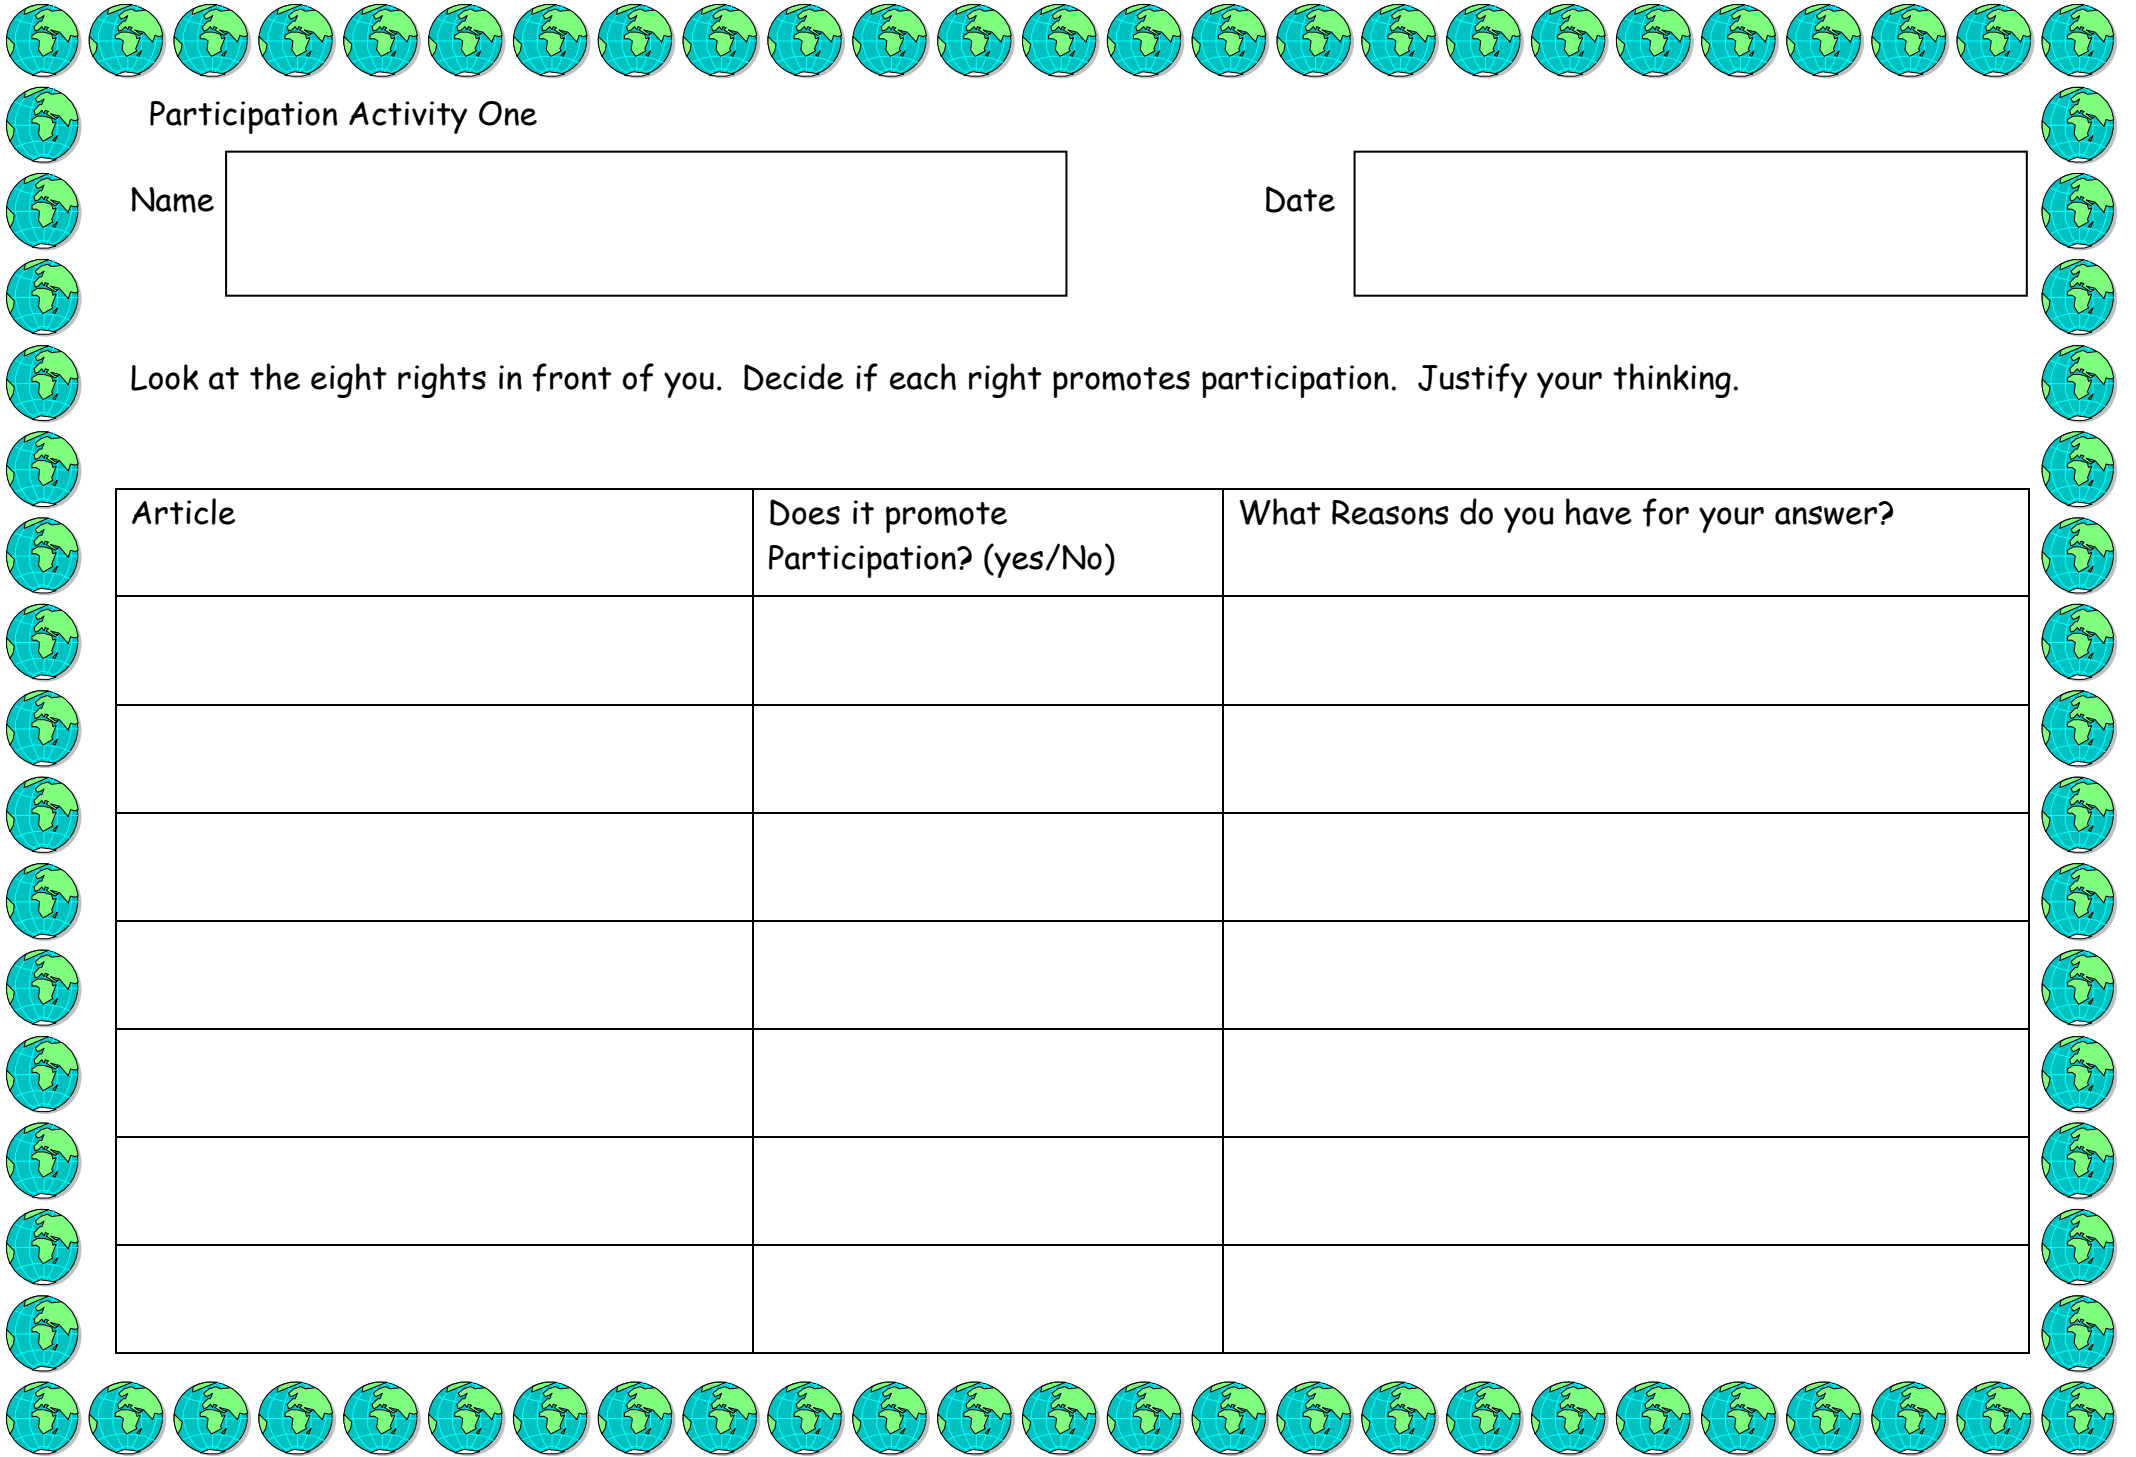 Participation Activity One
Name
Date
Look at the eight rights in front of you.  Decide if each right promotes participation.  Justify your thinking.
Article
Does it promote
Participation? (yes/No)
What Reasons do you have for your answer?